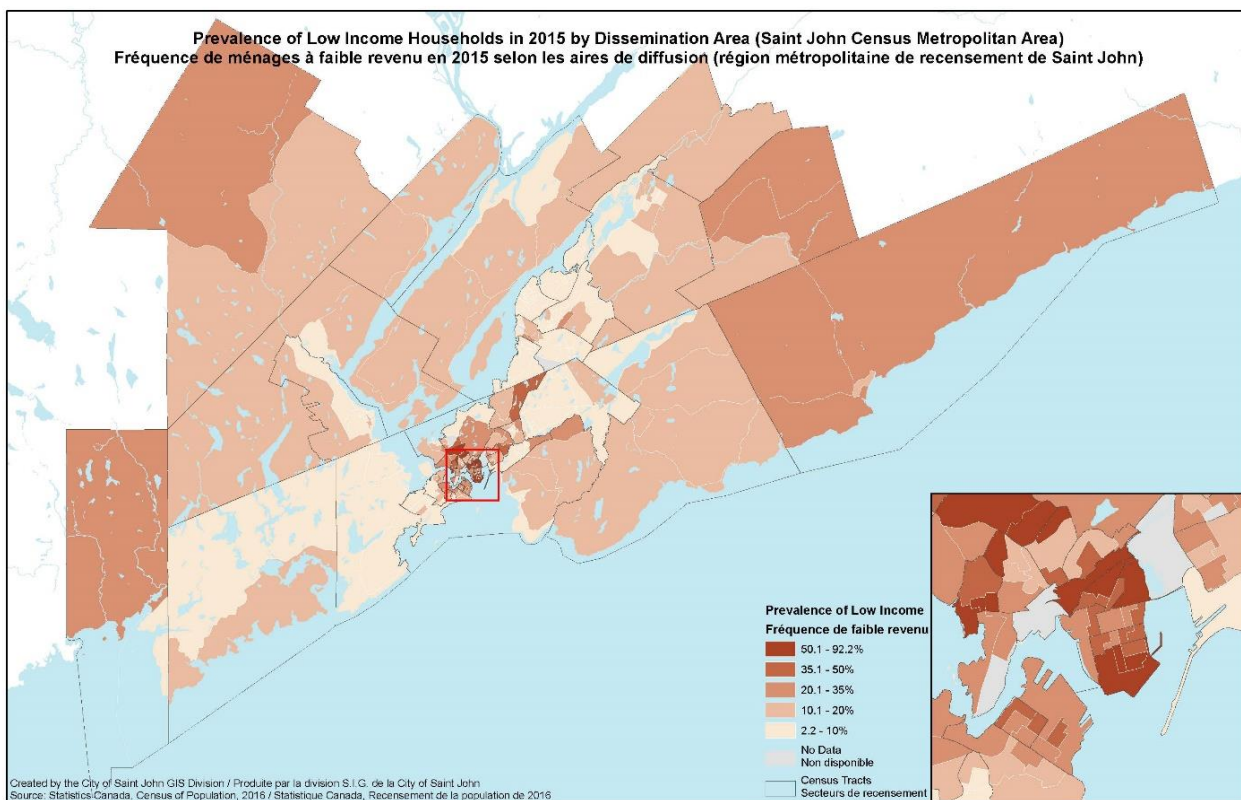 Prevalence of Low Income Households in 2015 by Dissemination Area (Saint John Census Metropolitan Area)
Fréquence de ménages à faible revenu en 2015 selon les aires de diffusion (région métropolitaine de recensement de Saint John)
Prevalence of Low Income
Fréquence de faible revenu
50.1 - 92.2%
35.1 - 50%
20.1 - 35%
10.1 - 20%
2.2 - 10%
No Data
Non disponible
Census Tracts
Secteurs de recensement
Created by the City of Saint John GIS Division / Produite par la division S.I.G. de la City of Saint John
Source: Statistics Canada, Census of Population, 2016 / Statistique Canada, Recensement de la population de 2016